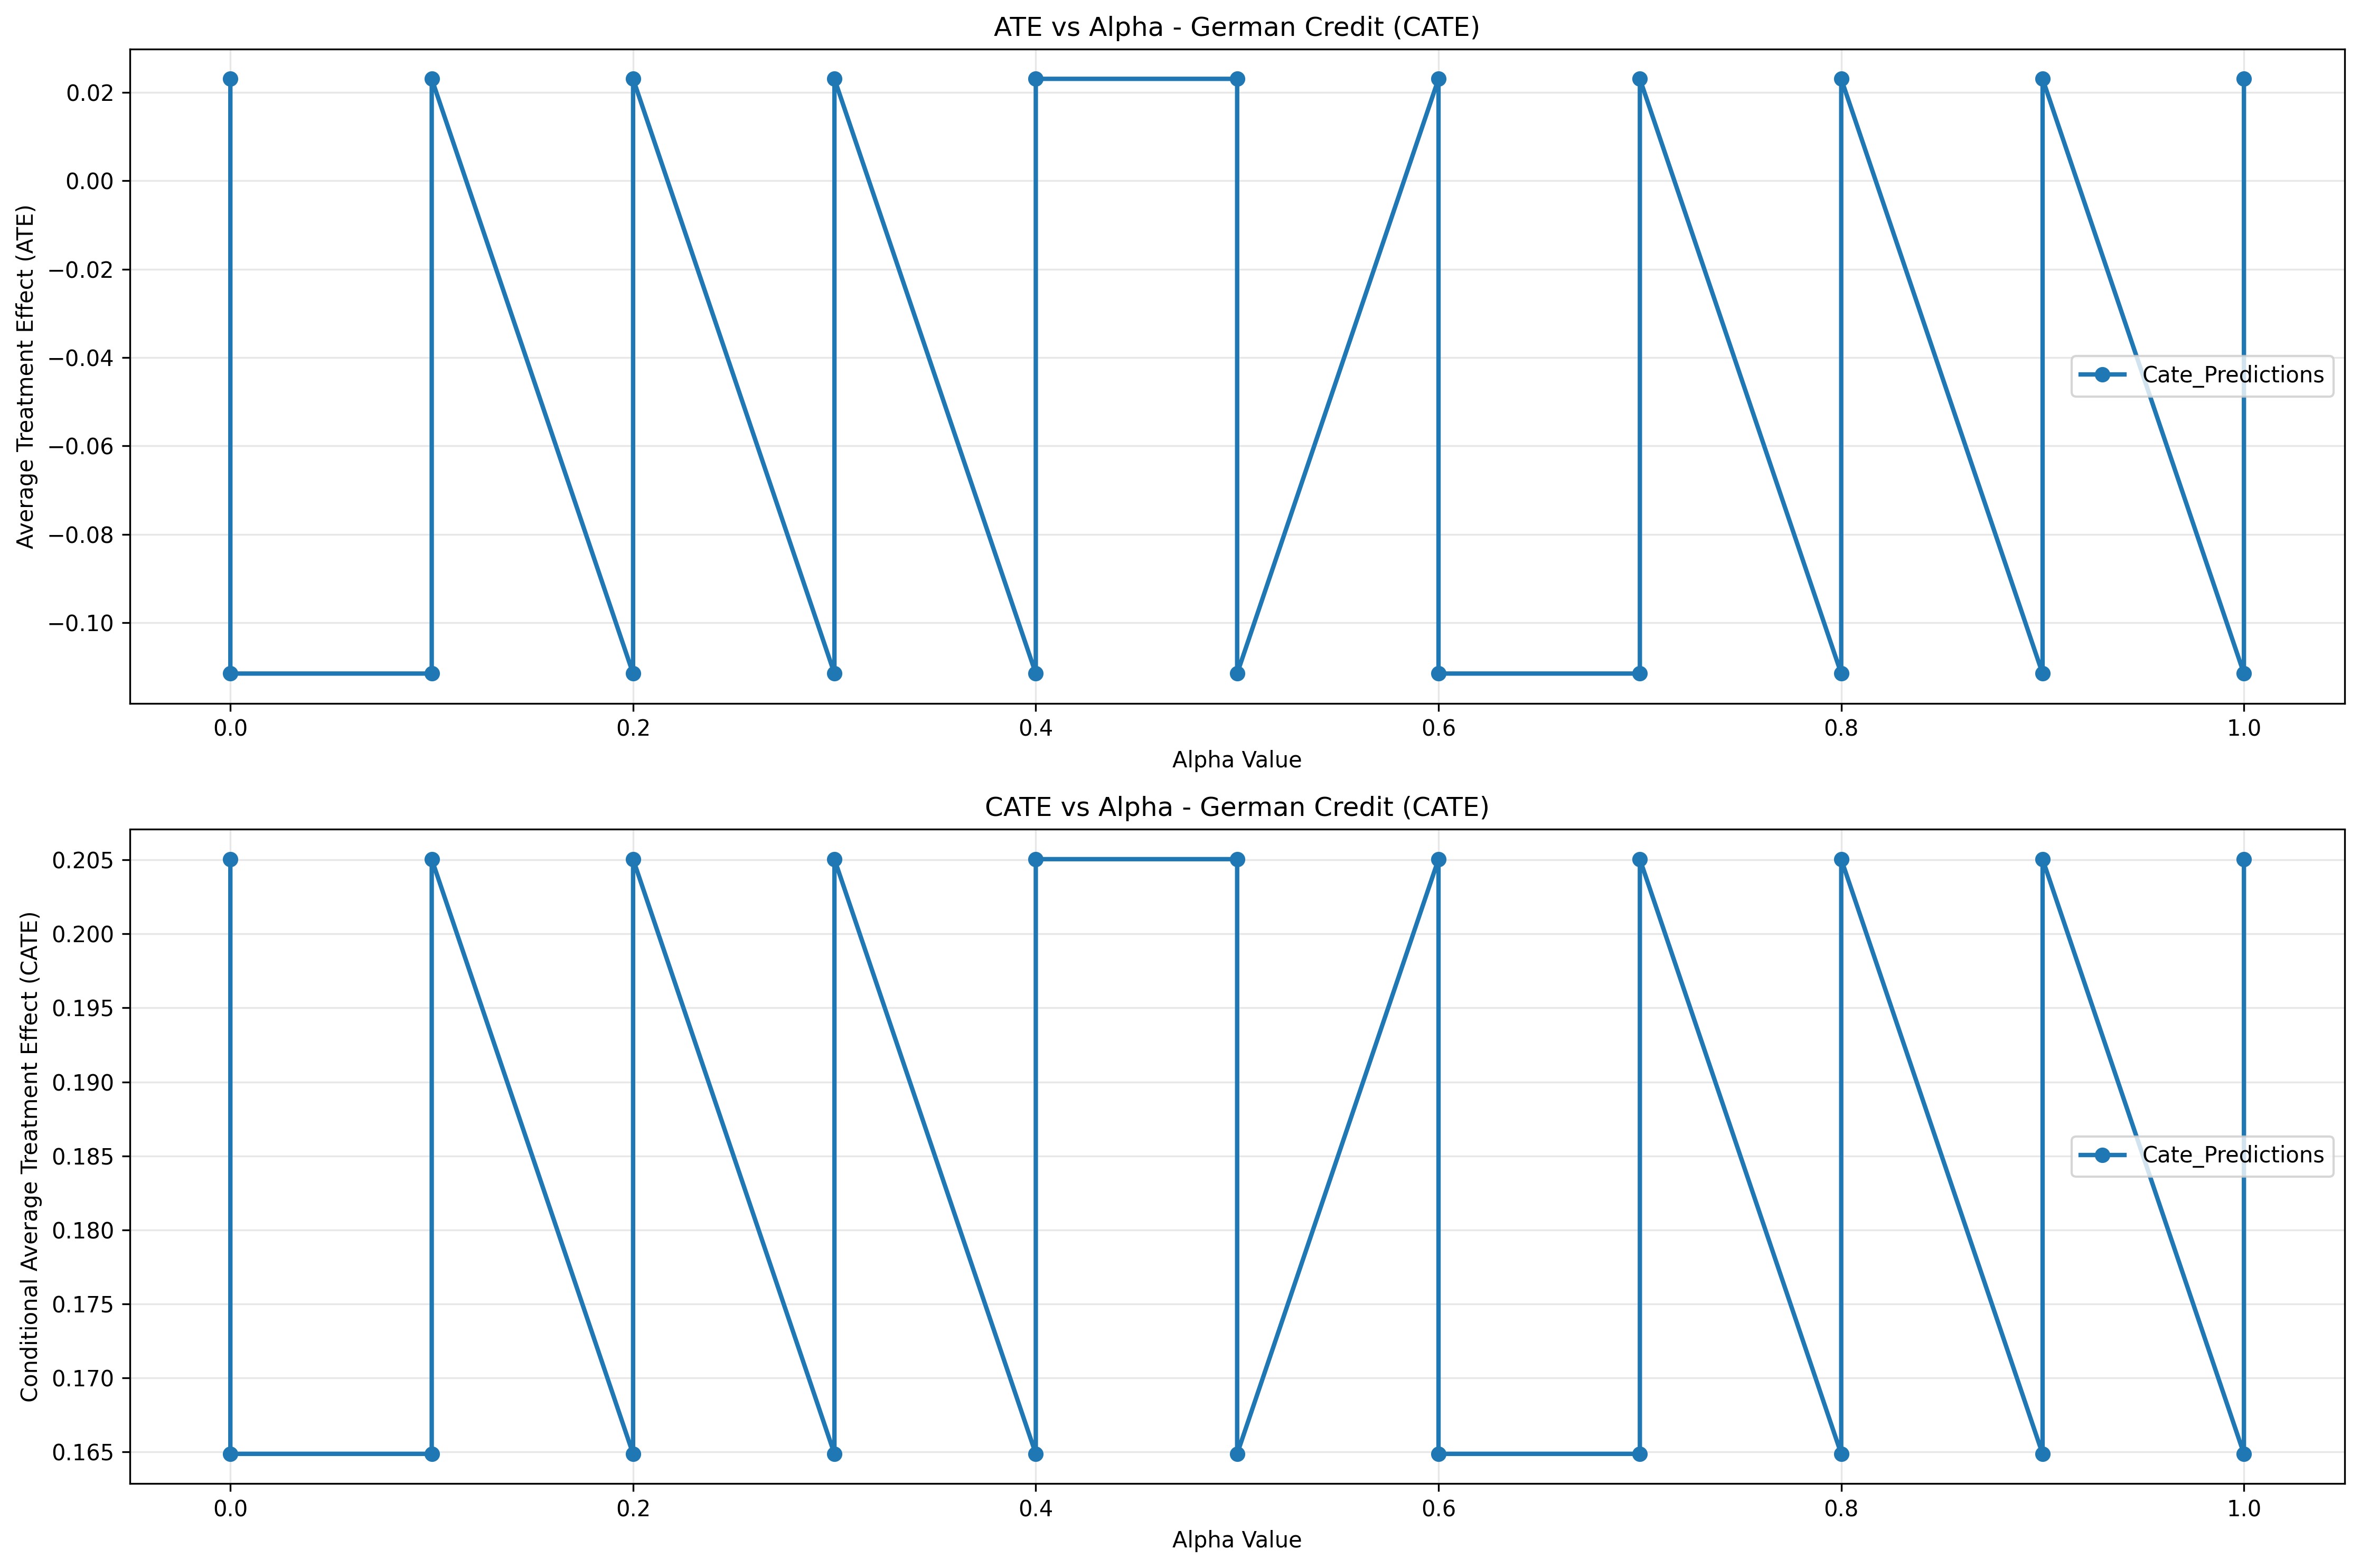 ATE vs Alpha - German Credit (CATE)
Average Treatment Effect (ATE)
0.02
0.00
−0.02
−0.04
−0.06
−0.08
−0.10
Cate_Predictions
0.0 0.2 0.4 0.6 0.8 1.0
Alpha Value
CATE vs Alpha - German Credit (CATE)
Conditional Average Treatment Effect (CATE)
0.205
0.200
0.195
0.190
0.185
0.180
0.175
0.170
0.165
Cate_Predictions
0.0 0.2 0.4 0.6 0.8 1.0
Alpha Value